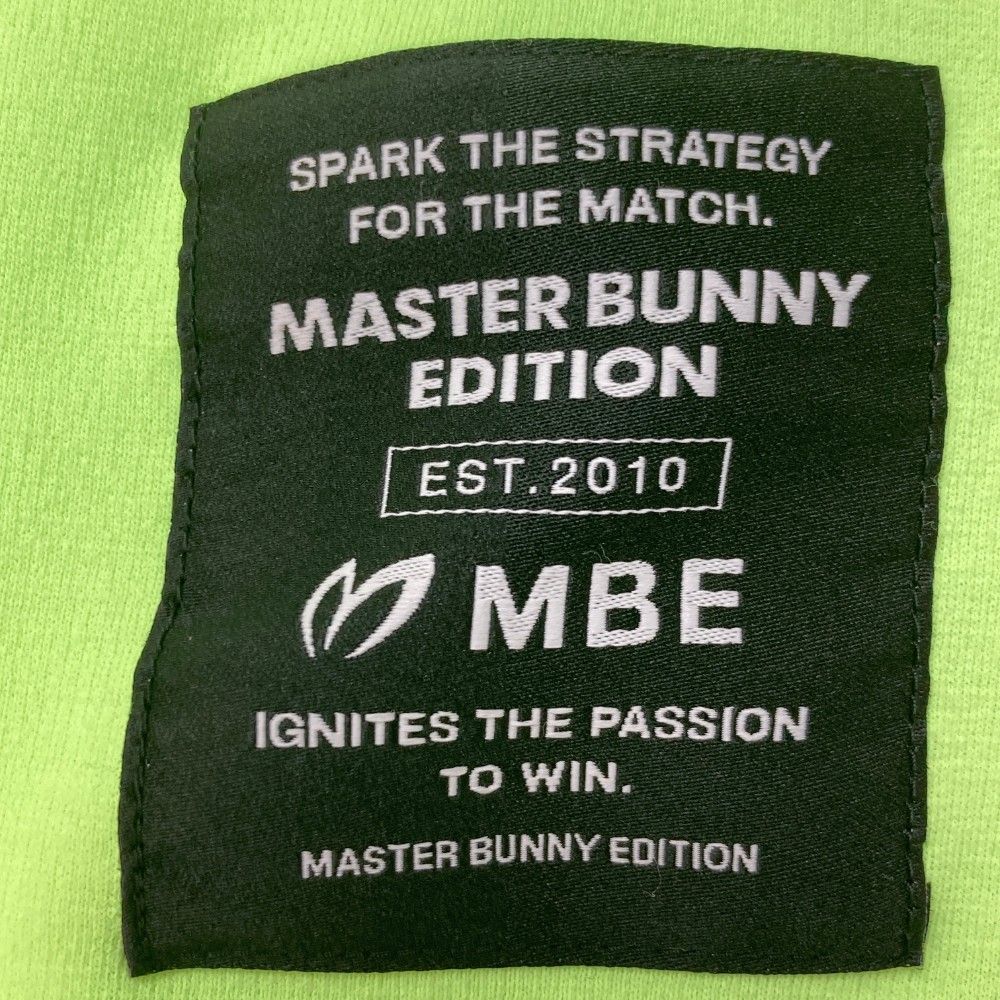 SPARK THE STRATEGY
FOR THE MATCH.
MASTER BUNNY
EDITION
EST.2010
MBE
IGNITES THE PASSION
TO WIN.
MASTER BUNNY EDITION